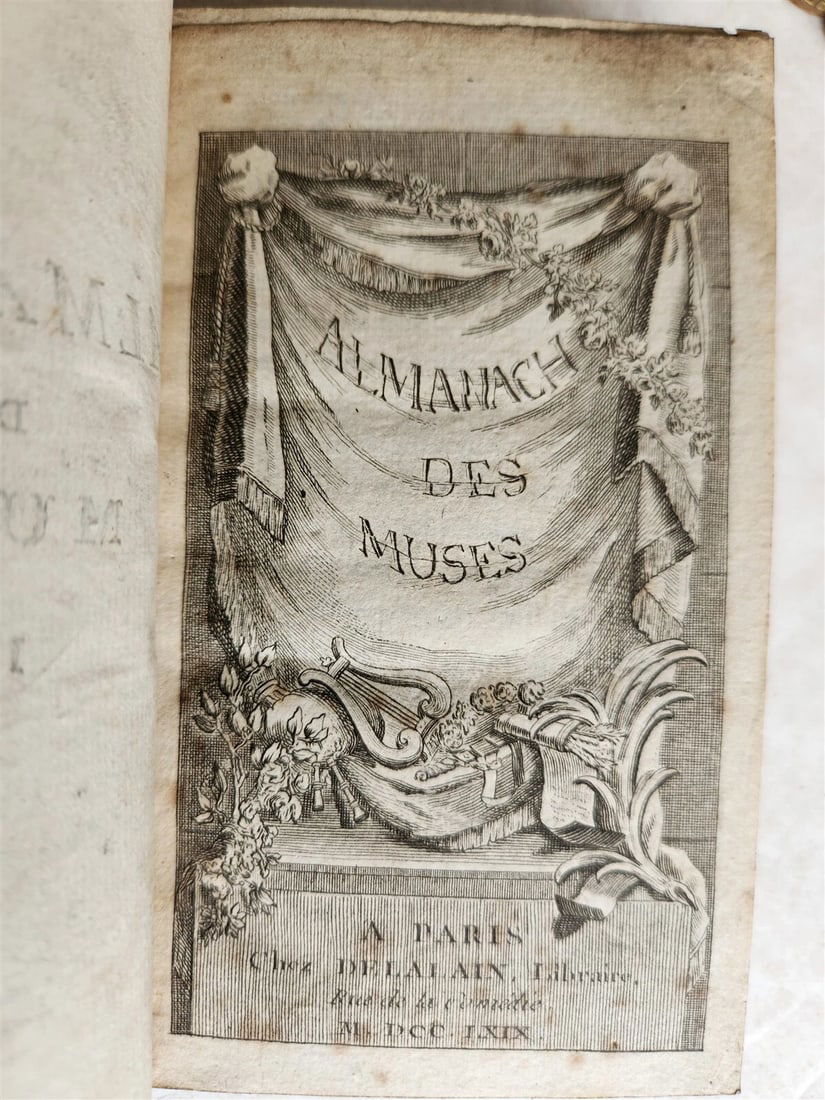 ALMANACH
DES
MUSES
A PARIS
Chez DELALAIN, Libraire,
Rue de la comédie
M. DCC. LXIX.